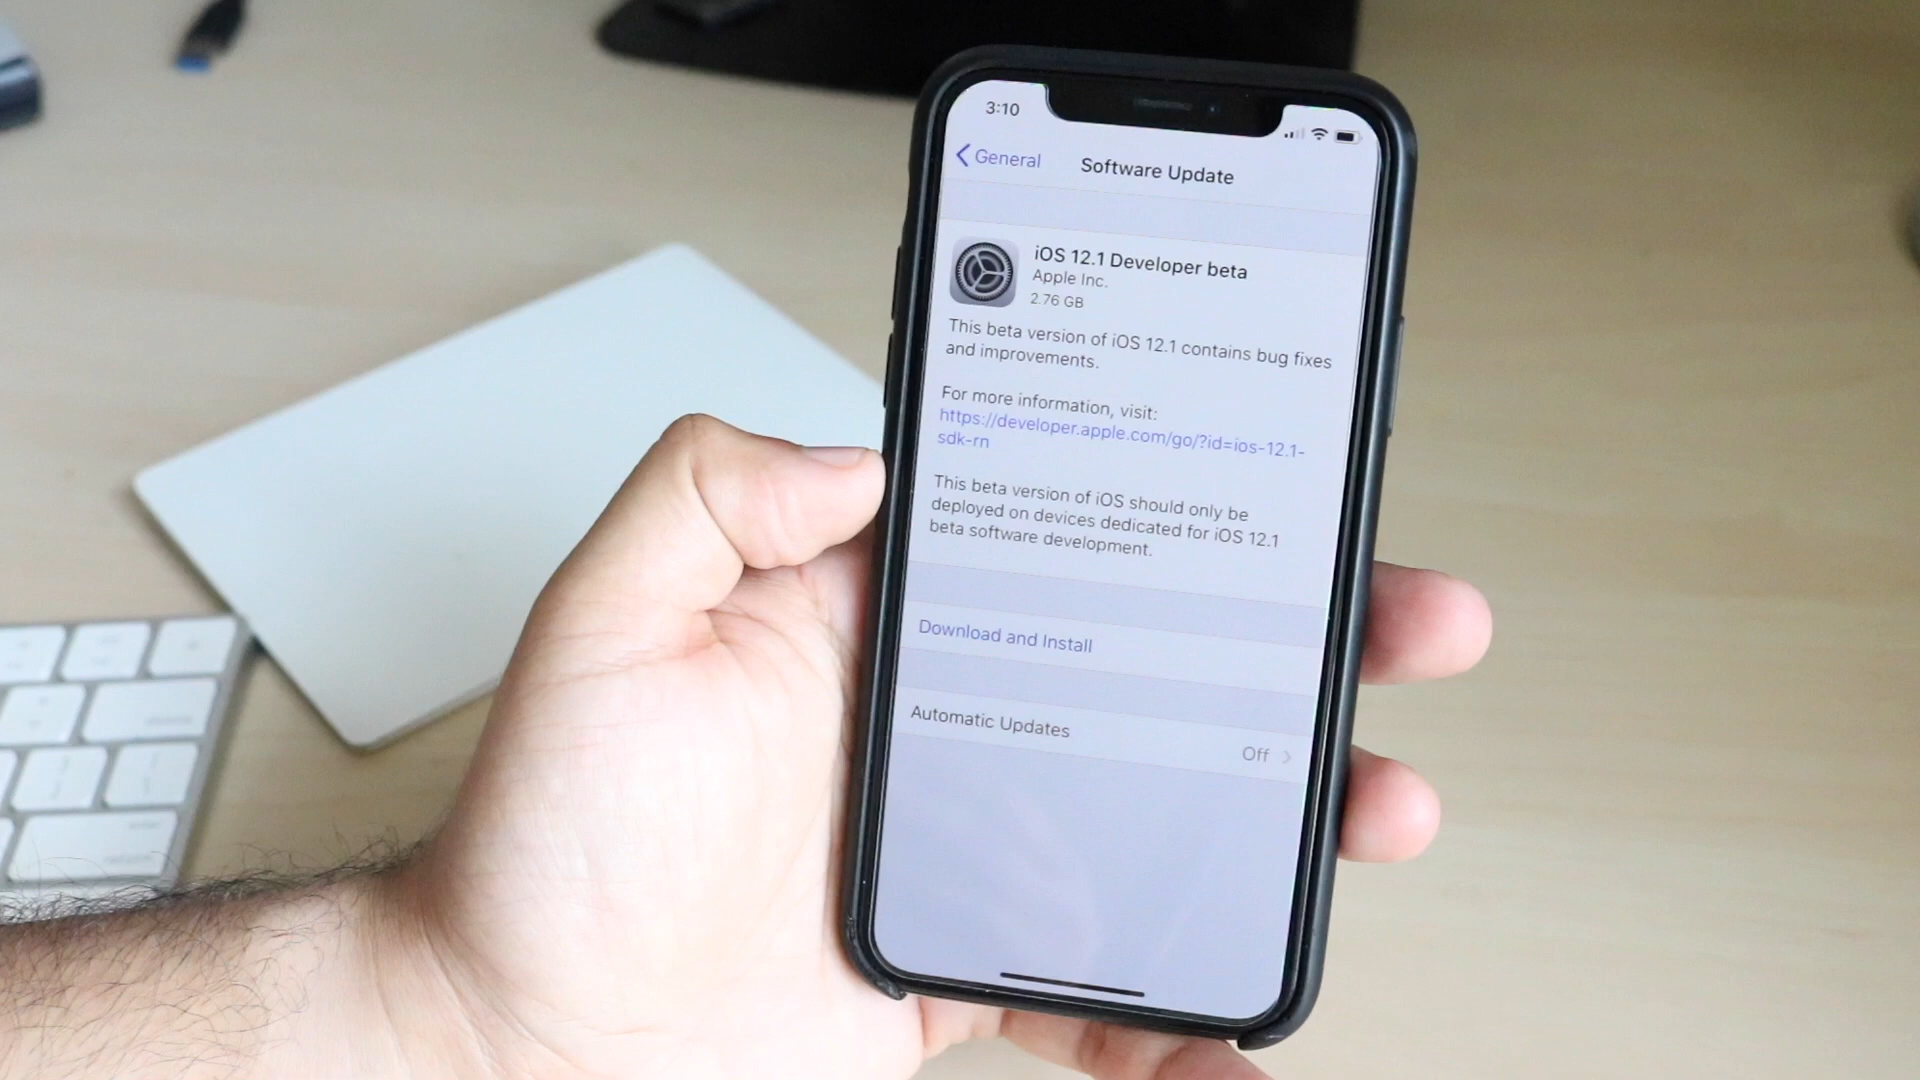 3:10
General
Software Update
iOS 12.1 Developer beta
Apple Inc.
2.76 GB
This beta version of iOS 12.1 contains bug fixes
and improvements.
For more information, visit:
https://developer.apple.com/go/?id=ios-12.1-
sdk-rn
This beta version of iOS should only be
deployed on devices dedicated for iOS 12.1
beta software development.
Download and Install
Automatic Updates
Off
delete